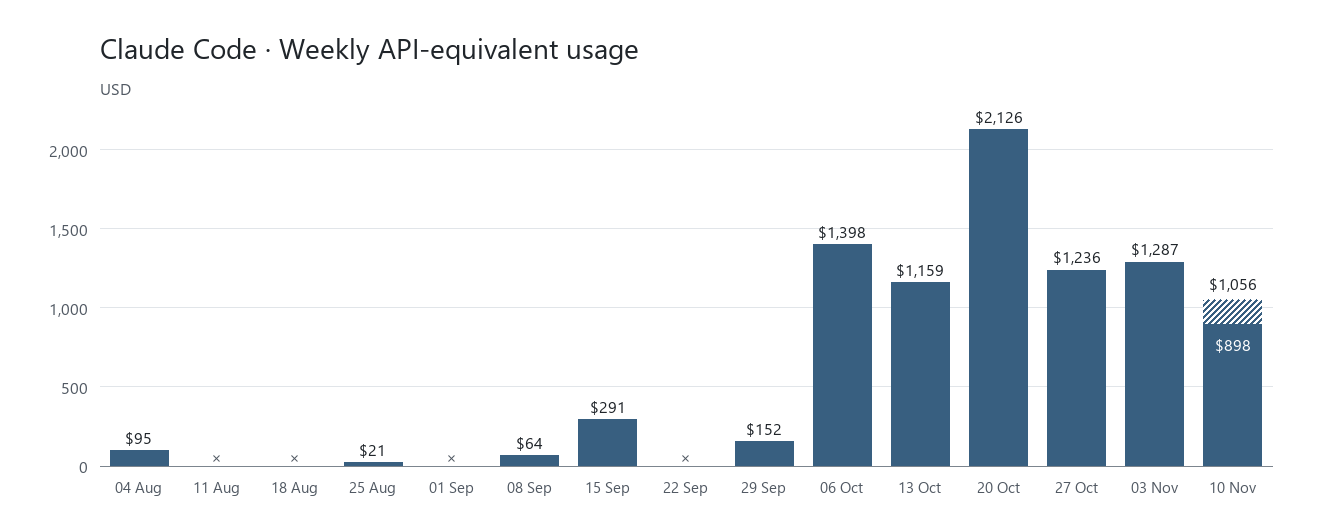 Claude Code · Weekly API-equivalent usage
USD
2,000
1,500
1,000
500
0
$95
×
×
$21
×
$64
$291
×
$152
$1,398
$1,159
$2,126
$1,236
$1,287
$1,056
$898
04 Aug
11 Aug
18 Aug
25 Aug
01 Sep
08 Sep
15 Sep
22 Sep
29 Sep
06 Oct
13 Oct
20 Oct
27 Oct
03 Nov
10 Nov